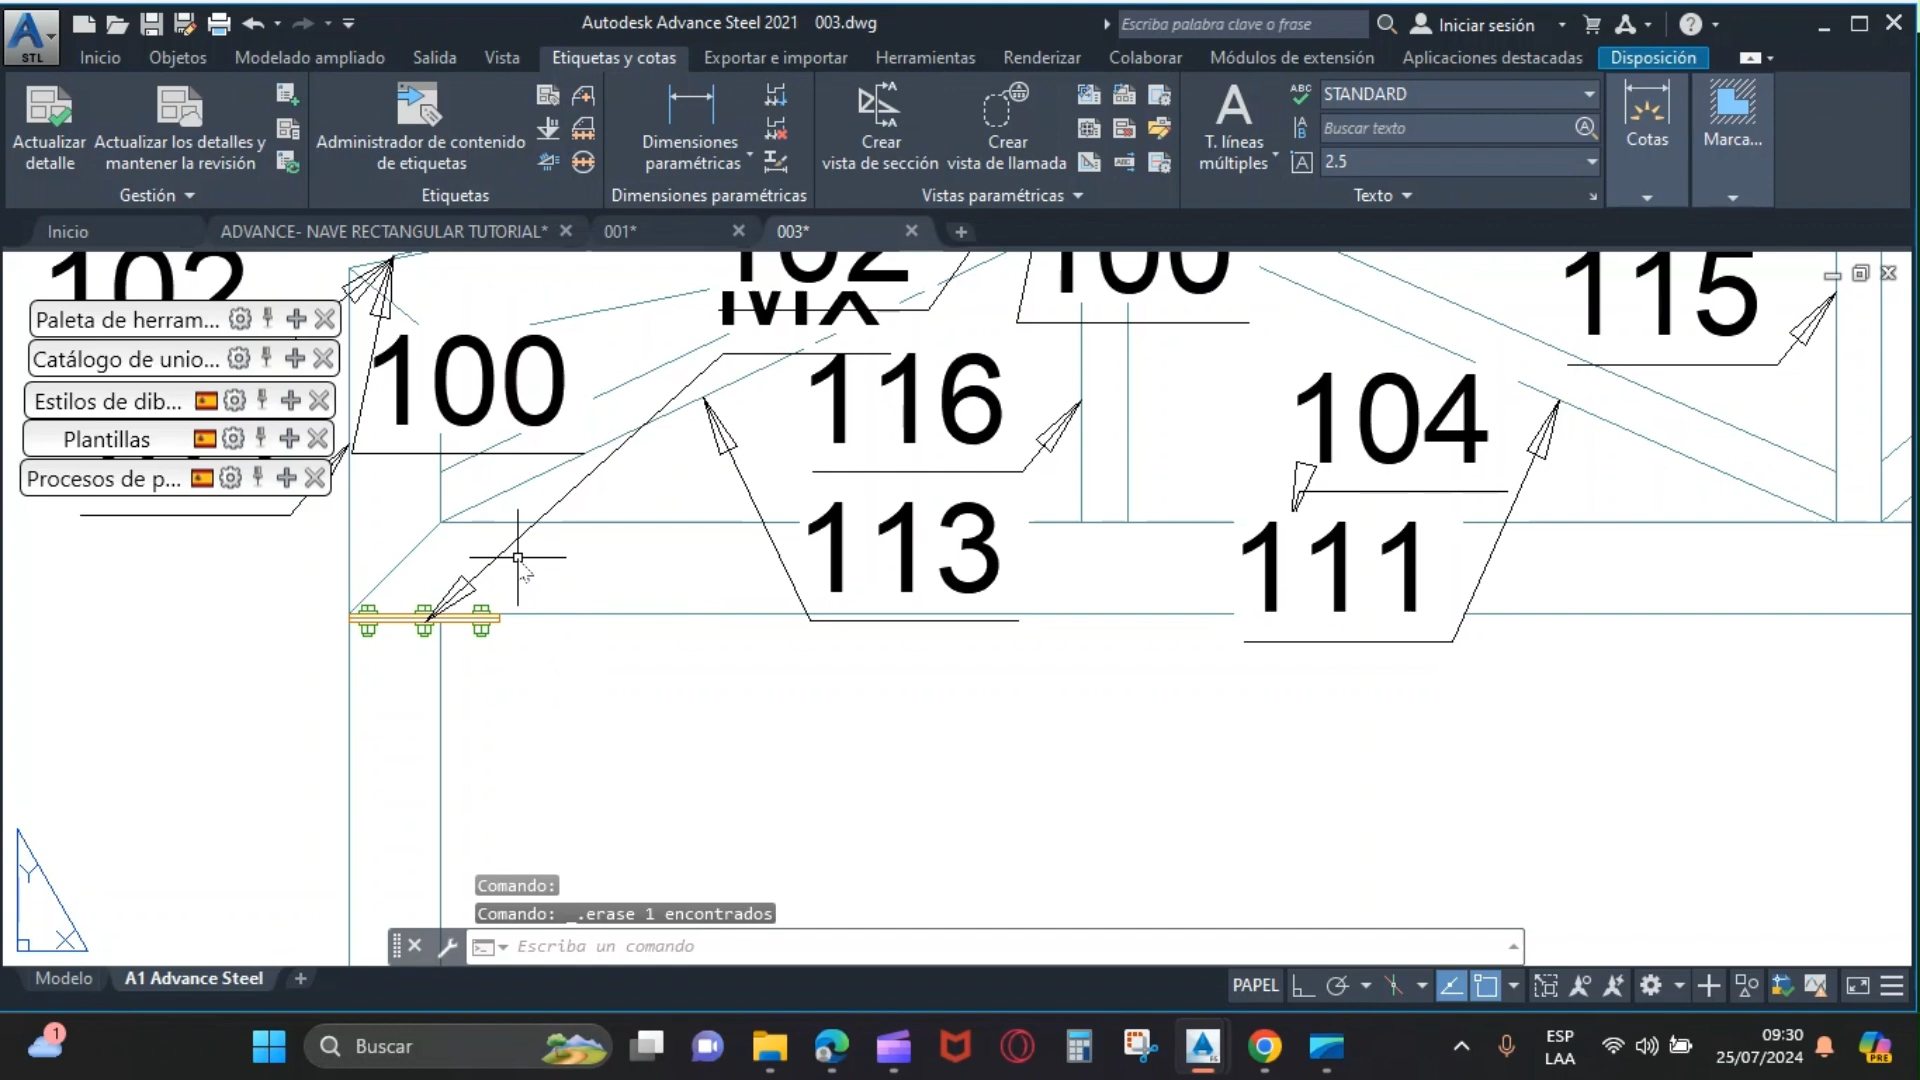 Autodesk Advance Steel 2021 003.dwg
Escriba palabra clave o frase
Iniciar sesión
STL
Inicio Objetos Modelado ampliado Salida Vista Etiquetas y cotas Exportar e importar Herramientas Renderizar Colaborar Módulos de extensión Aplicaciones destacadas Disposición
Actualizar
detalle
Actualizar los detalles y
mantener la revisión
Administrador de contenido
de etiquetas
Dimensiones
paramétricas
Crear
vista de sección
Crear
vista de llamada
T. líneas
múltiples
STANDARD
Buscar texto
2.5
Cotas
Marca...
Gestión
Etiquetas
Dimensiones paramétricas
Vistas paramétricas
Texto
Inicio
ADVANCE- NAVE RECTANGULAR TUTORIAL*
001*
003*
102
102
100
115
MX
Paleta de herram...
Catálogo de unio...
Estilos de dib...
Plantillas
Procesos de p...
100
116
104
113
111
Y
X
Comando:
Comando: _.erase 1 encontrados
Escriba un comando
Modelo
A1 Advance Steel
PAPEL
1
Buscar
ESP
LAA
09:30
25/07/2024
PRE